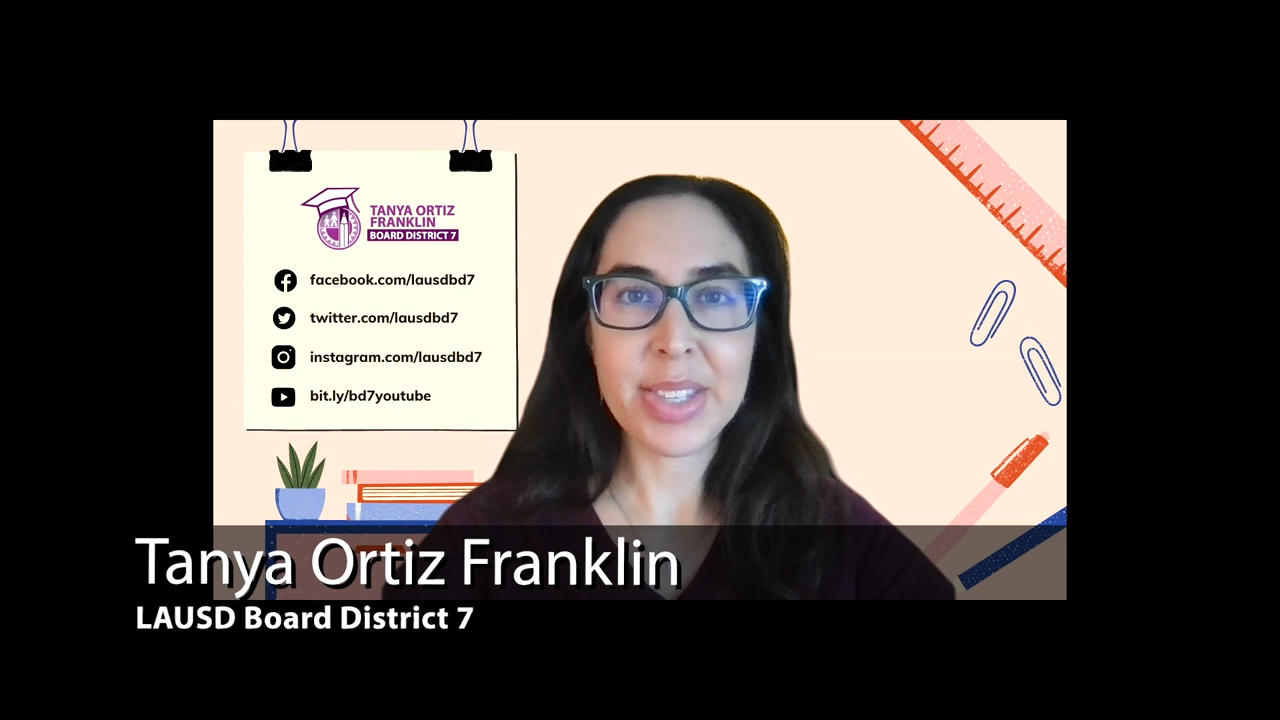 TANYA ORTIZ
FRANKLIN
BOARD DISTRICT 7
facebook.com/lausdbd7
twitter.com/lausdbd7
instagram.com/lausdbd7
bit.ly/bd7youtube
Tanya Ortiz Franklin
LAUSD Board District 7